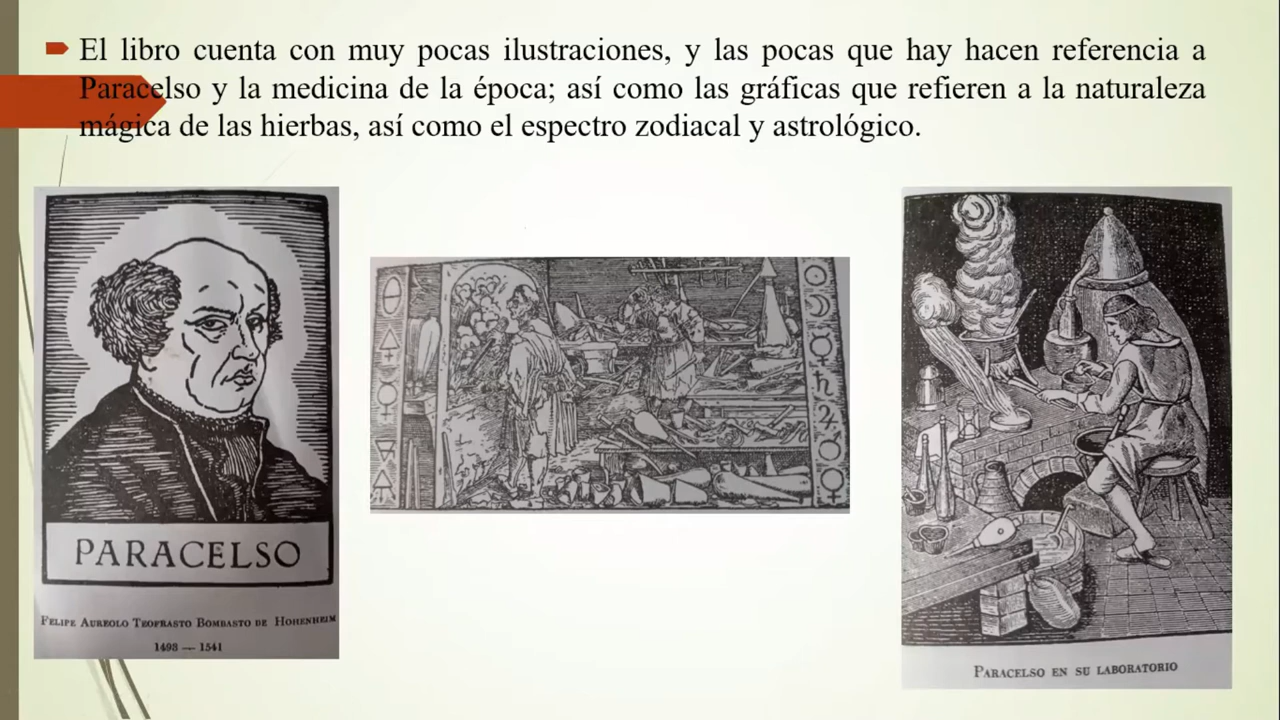 El libro cuenta con muy pocas ilustraciones, y las pocas que hay hacen referencia a
Paracelso y la medicina de la época; así como las gráficas que refieren a la naturaleza
mágica de las hierbas, así como el espectro zodiacal y astrológico.
PARACELSO
FELIPE AUREOLO TEOFRASTO BOMBASTO DE HOHENHEIM
1493 — 1541
PARACELSO EN SU LABORATORIO